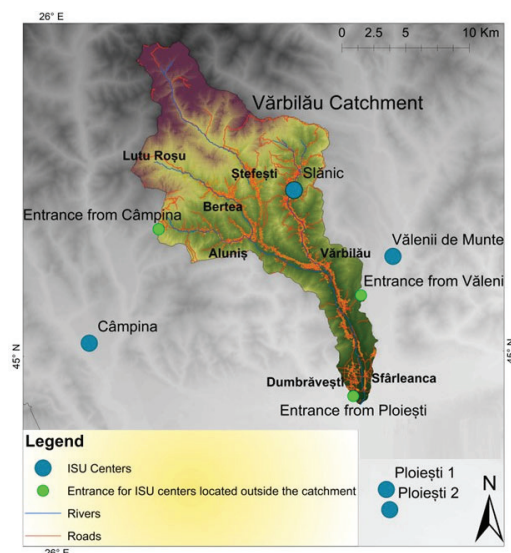 26° E
0 2.5 5 10 Km
Vărbilău Catchment
Lutu Roșu
Ștefești
Slănic
Bertea
Entrance from Câmpina
Aluniș
Vărbilău
Vălenii de Munte
Entrance from Văleni
Câmpina
45° N
45° N
Dumbrăvești
Sfârleanca
Entrance from Ploiești
Legend
ISU Centers
Entrance for ISU centers located outside the catchment
Rivers
Roads
Ploiești 1
Ploiești 2
N
26° E